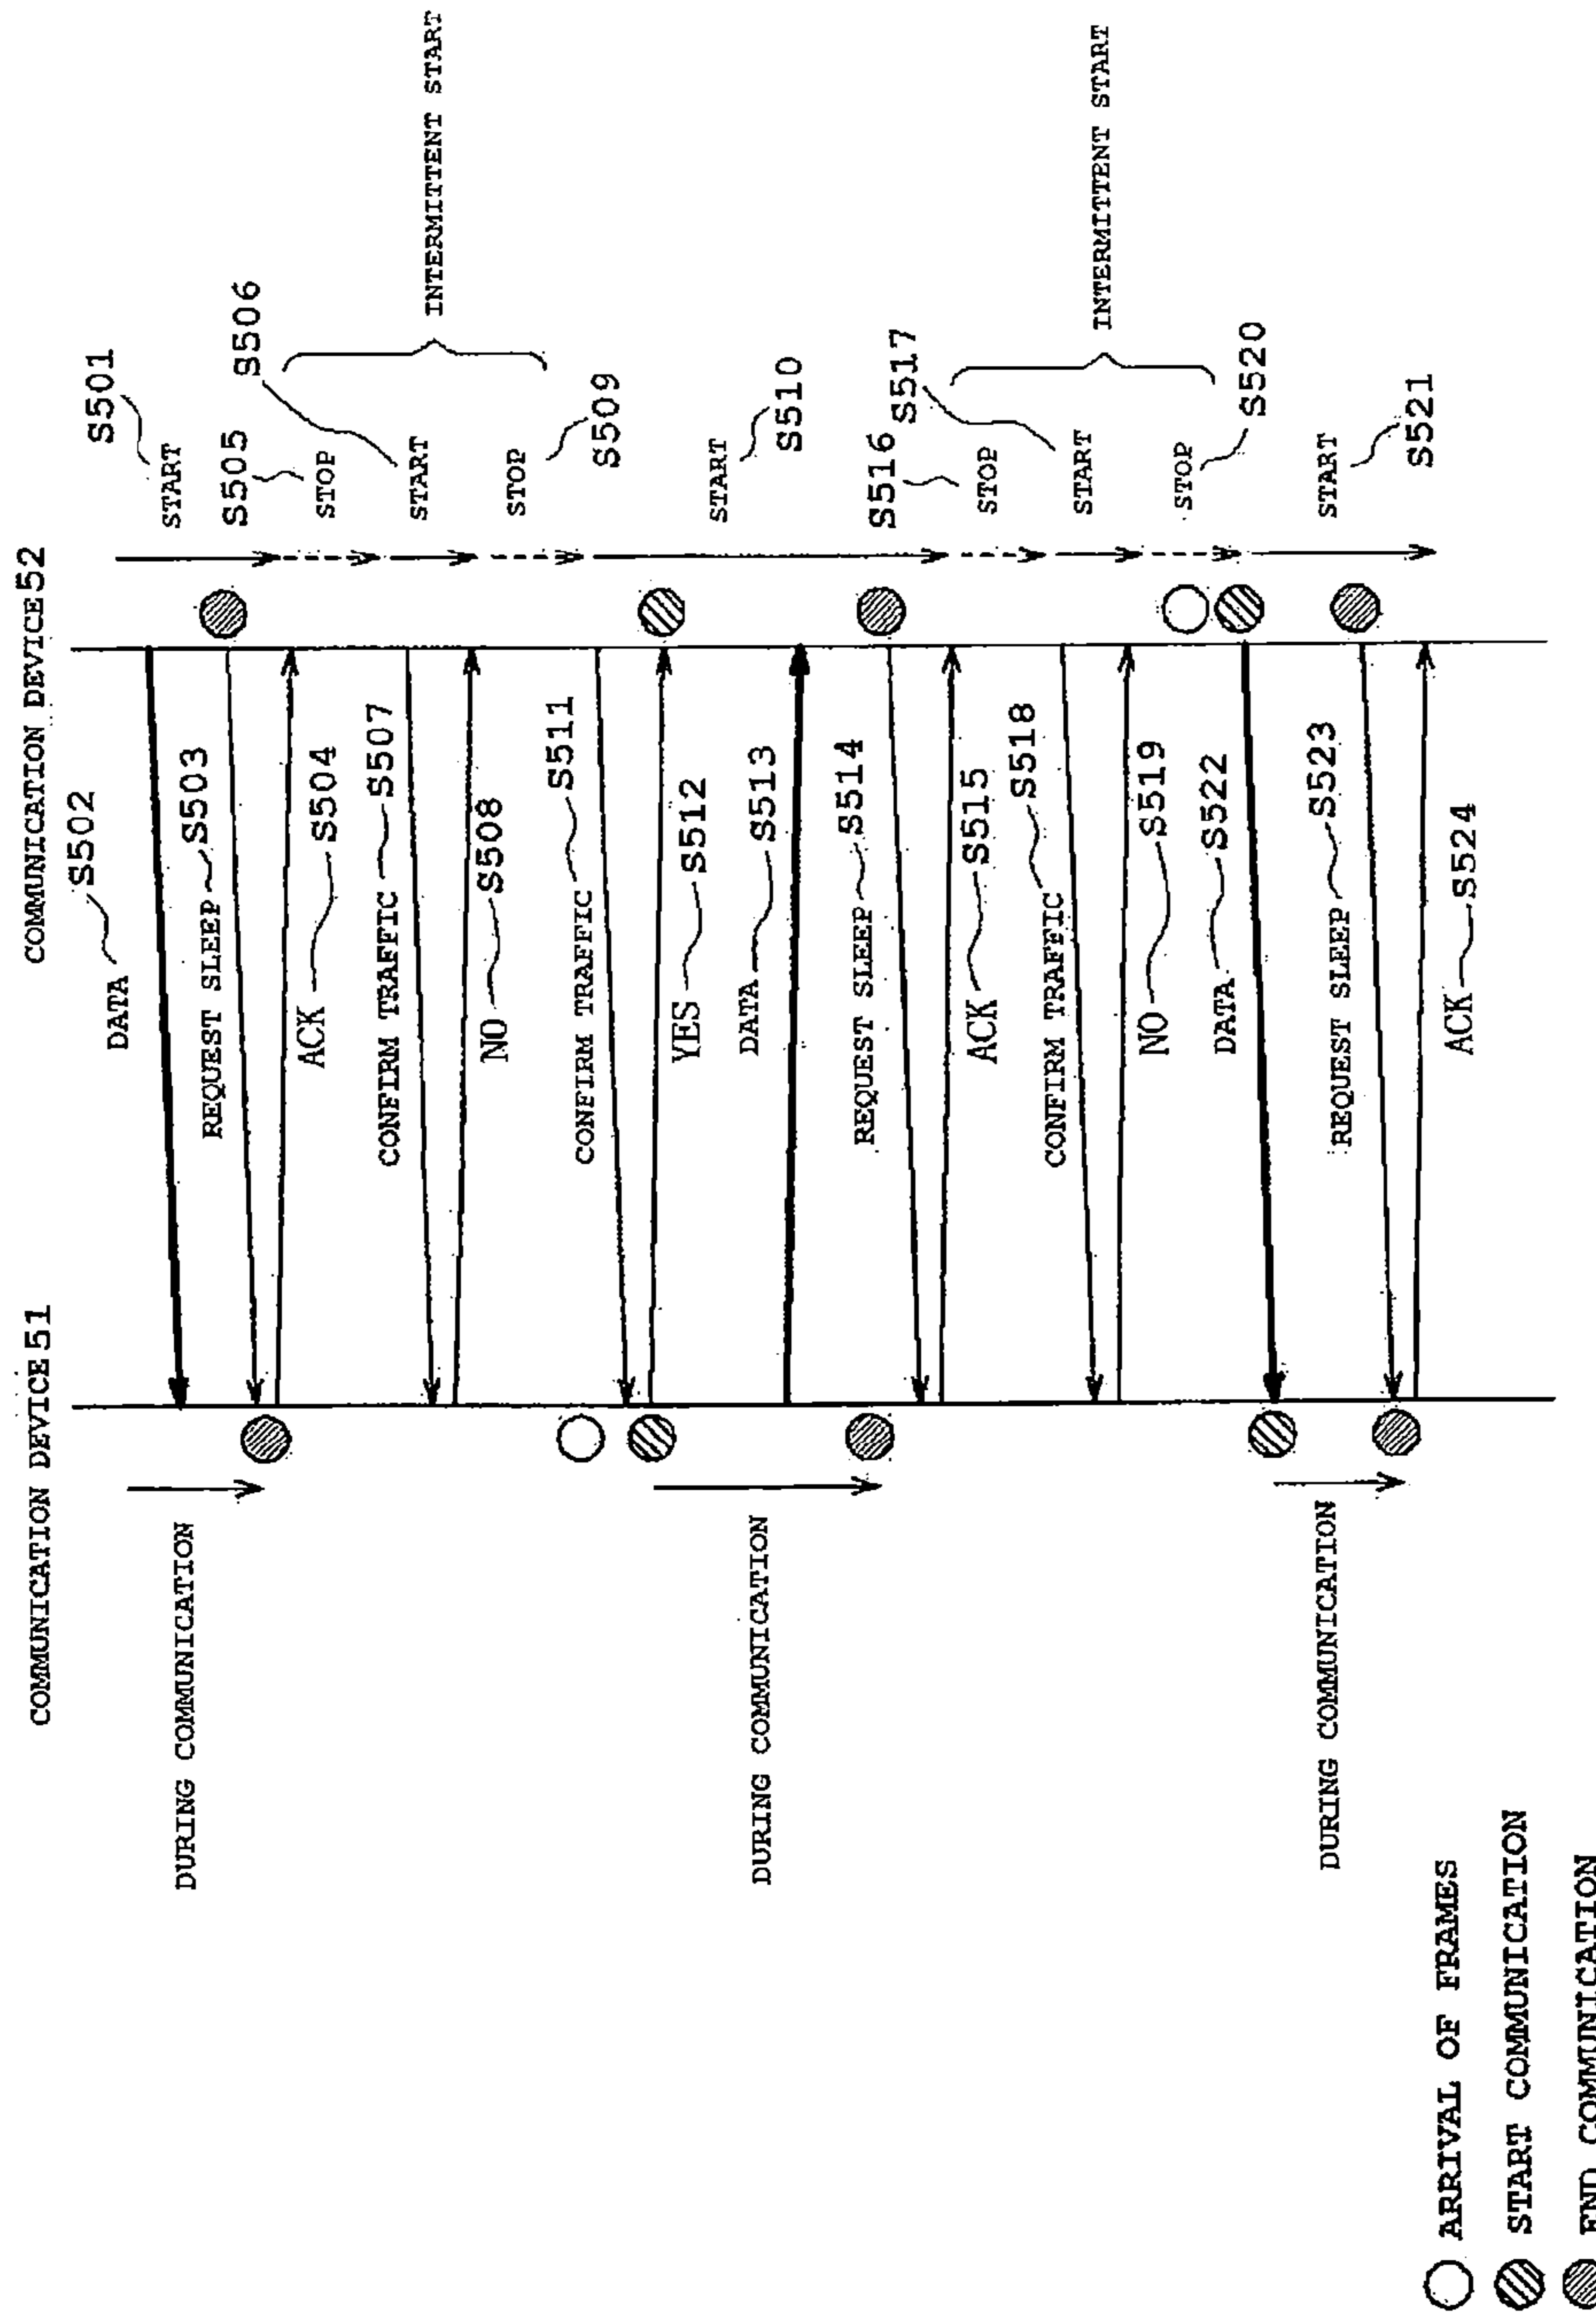 COMMUNICATION DEVICE 51
COMMUNICATION DEVICE 52
DURING COMMUNICATION
DATA S502
START S501
REQUEST SLEEP S503
S505
STOP
ACK S504
S506
START
INTERMITTENT START
CONFIRM TRAFFIC S507
NO S508
STOP
S509
CONFIRM TRAFFIC S511
YES S512
START
S510
DURING COMMUNICATION
DATA S513
REQUEST SLEEP S514
S516
STOP
S517
ACK S515
START
INTERMITTENT START
CONFIRM TRAFFIC S518
NO S519
STOP
S520
DATA S522
START
S521
DURING COMMUNICATION
REQUEST SLEEP S523
ACK S524
ARRIVAL OF FRAMES
START COMMUNICATION
END COMMUNICATION